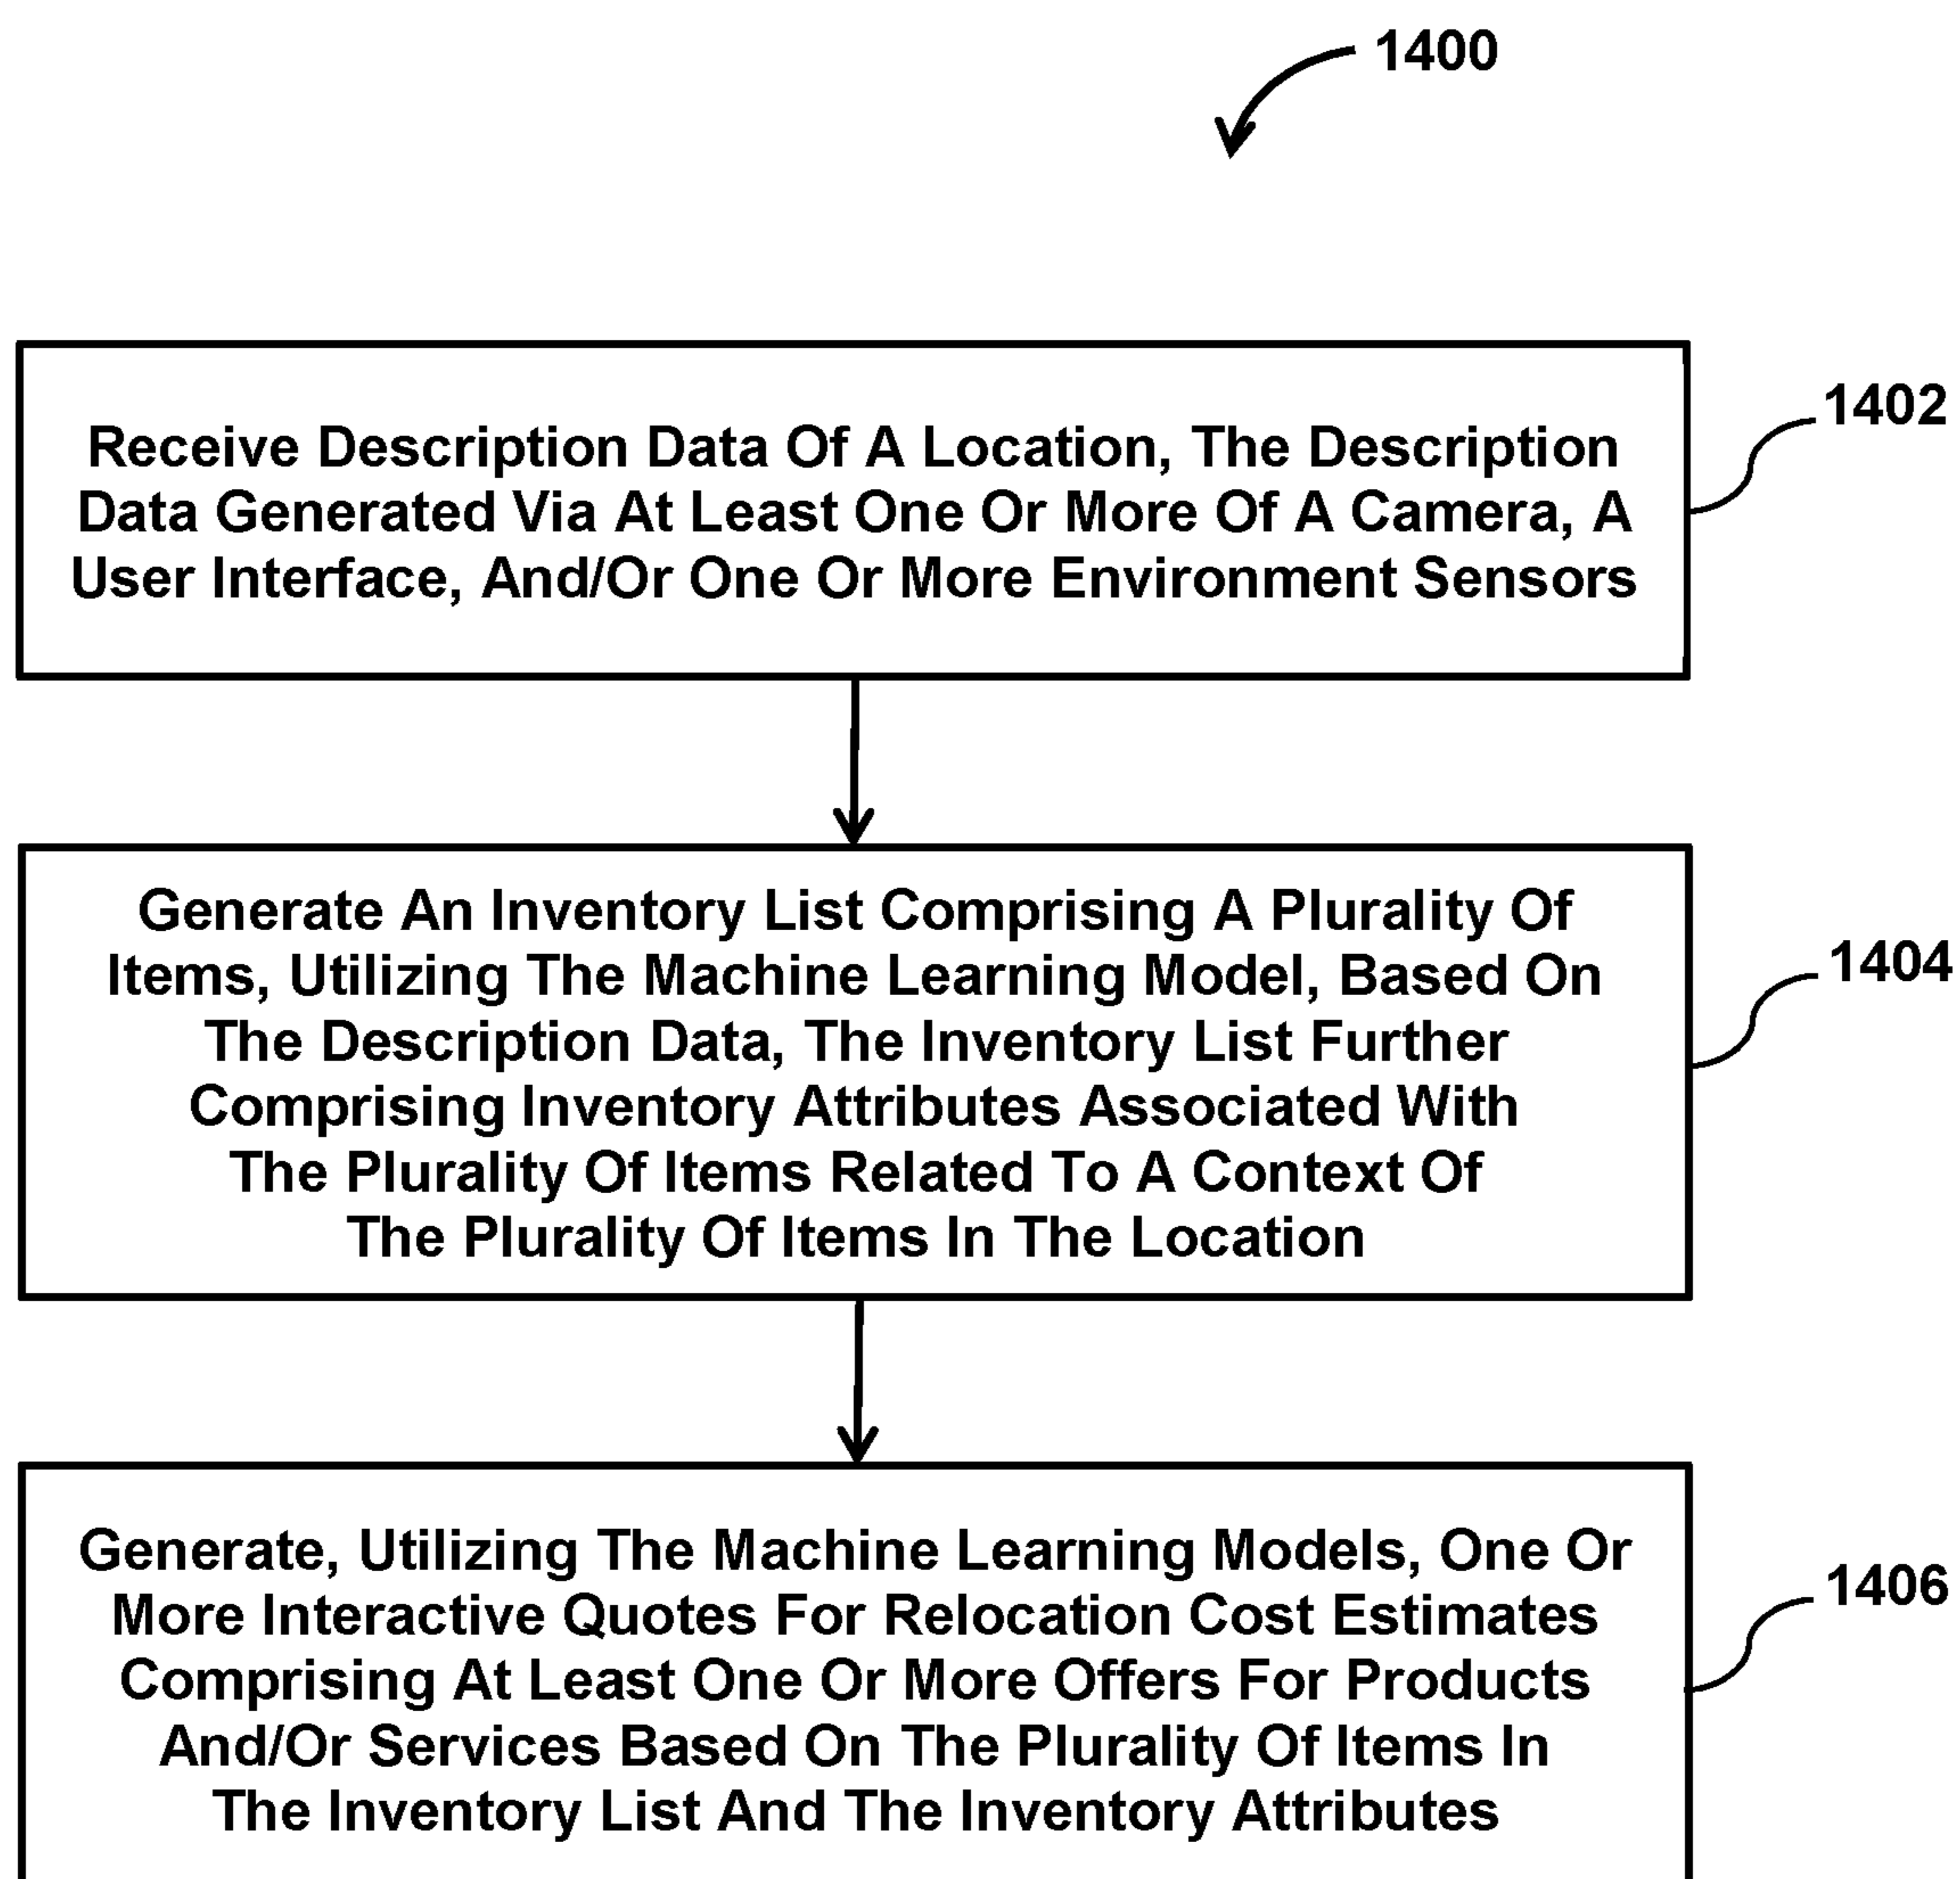 1400
Receive Description Data Of A Location, The Description
Data Generated Via At Least One Or More Of A Camera, A
User Interface, And/Or One Or More Environment Sensors
1402
Generate An Inventory List Comprising A Plurality Of
Items, Utilizing The Machine Learning Model, Based On
The Description Data, The Inventory List Further
Comprising Inventory Attributes Associated With
The Plurality Of Items Related To A Context Of
The Plurality Of Items In The Location
1404
Generate, Utilizing The Machine Learning Models, One Or
More Interactive Quotes For Relocation Cost Estimates
Comprising At Least One Or More Offers For Products
And/Or Services Based On The Plurality Of Items In
The Inventory List And The Inventory Attributes
1406